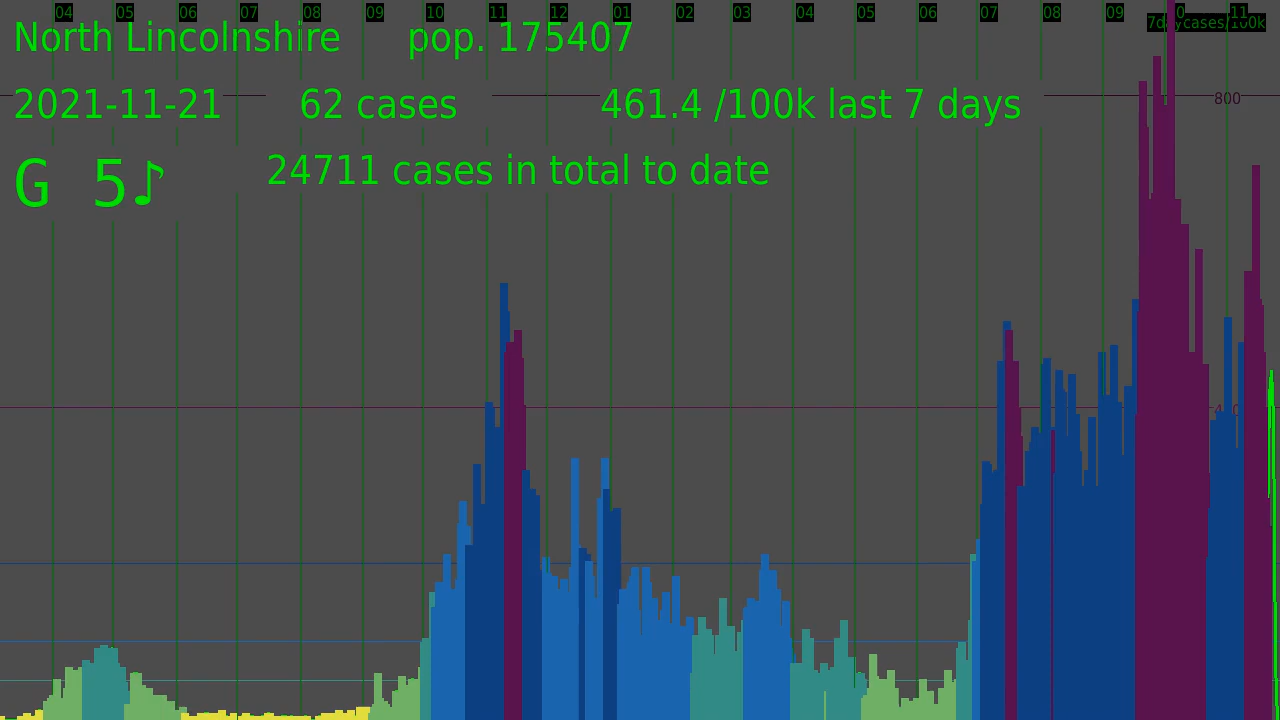 04 05 06 07 08 09 10 11 12 01 02 03 04 05 06 07 08 09 11
North Lincolnshire pop. 175407
2021-11-21 62 cases 461.4 /100k last 7 days
800
G 5♪ 24711 cases in total to date